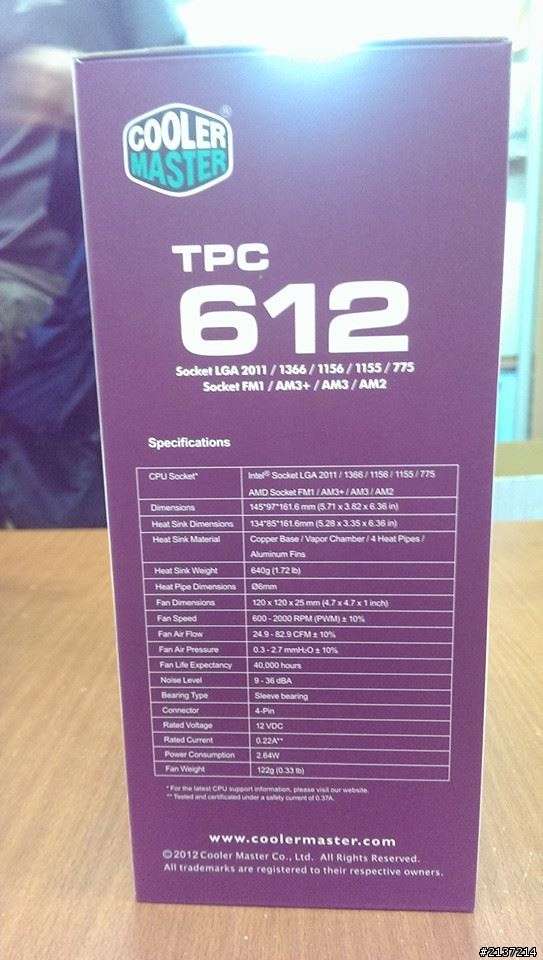 COOLER
MASTER
®
TPC
612
Socket LGA 2011 / 1366 / 1156 / 1155 / 775
Socket FM1 / AM3+ / AM3 / AM2
Specifications
CPU Socket* Intel® Socket LGA 2011 / 1366 / 1156 / 1155 / 775
AMD Socket FM1 / AM3+ / AM3 / AM2
Dimensions 145*97*161.6 mm (5.71 x 3.82 x 6.36 in)
Heat Sink Dimensions 134*85*161.6mm (5.28 x 3.35 x 6.36 in)
Heat Sink Material Copper Base / Vapor Chamber / 4 Heat Pipes /
Aluminum Fins
Heat Sink Weight 640g (1.72 lb)
Heat Pipe Dimensions Ø6mm
Fan Dimensions 120 x 120 x 25 mm (4.7 x 4.7 x 1 inch)
Fan Speed 600 - 2000 RPM (PWM) ± 10%
Fan Air Flow 24.9 - 82.9 CFM ± 10%
Fan Air Pressure 0.3 - 2.7 mmH₂O ± 10%
Fan Life Expectancy 40,000 hours
Noise Level 9 - 36 dBA
Bearing Type Sleeve bearing
Connector 4-Pin
Rated Voltage 12 VDC
Rated Current 0.22A**
Power Consumption 2.64W
Fan Weight 122g (0.33 lb)
* For the latest CPU support information, please visit our website.
** Tested and certificated under a safety current of 0.37A.
www.coolermaster.com
©2012 Cooler Master Co., Ltd. All Rights Reserved.
All trademarks are registered to their respective owners.
#2137214